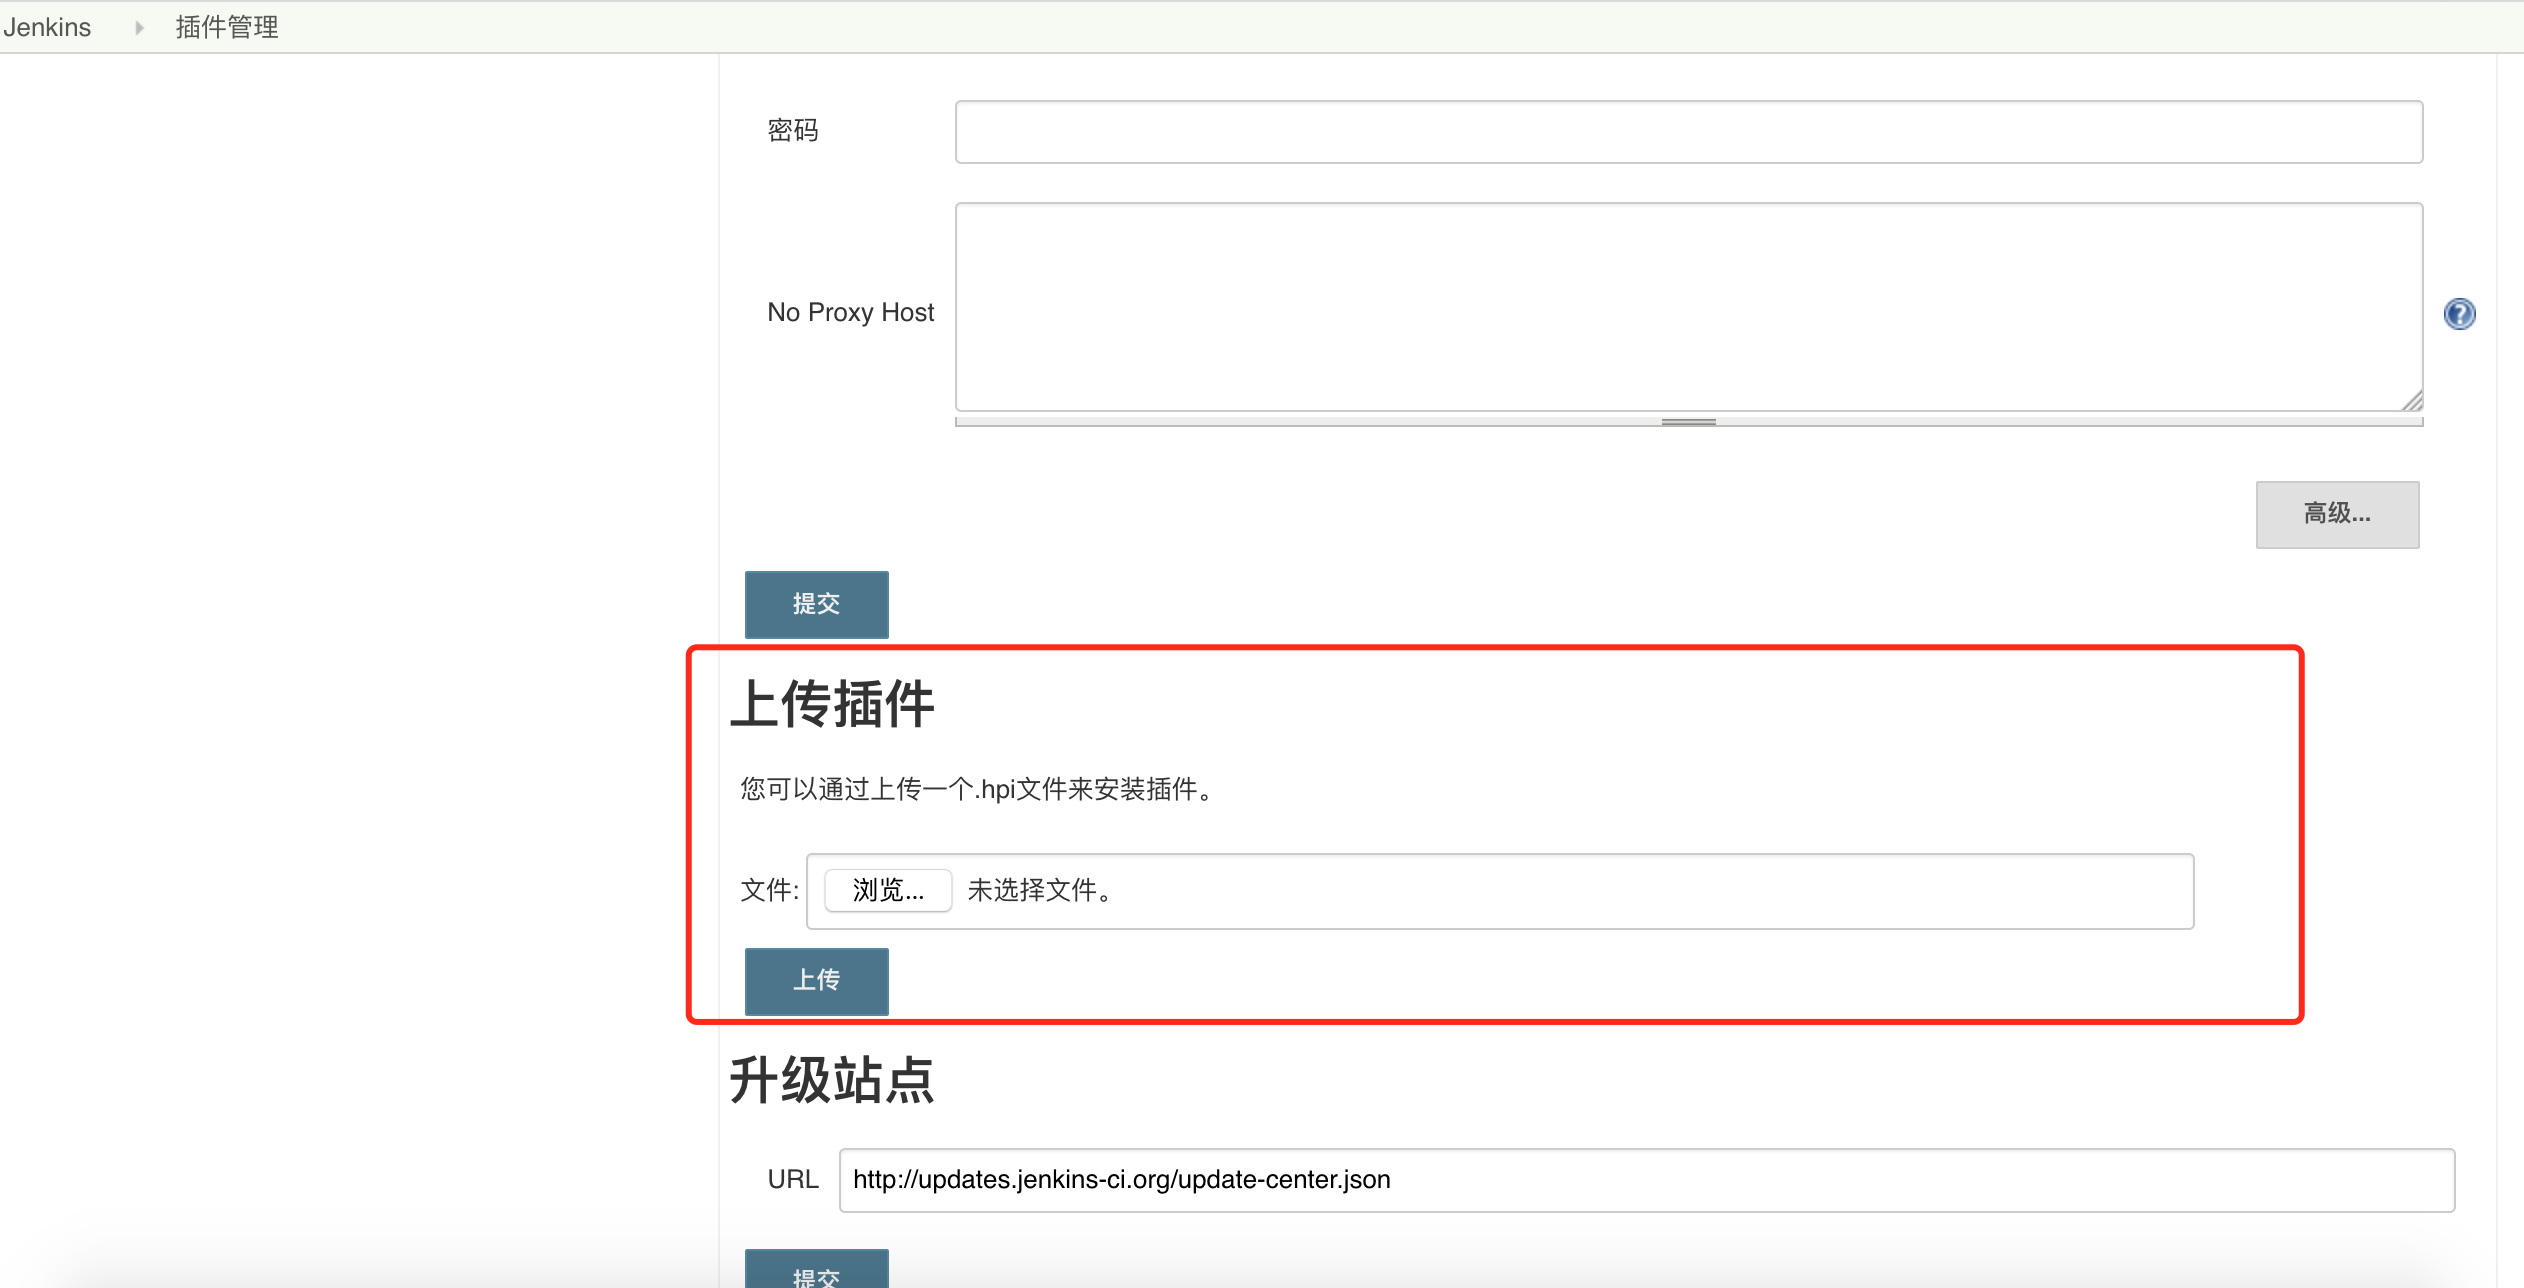 Jenkins 插件管理
密码
No Proxy Host
高级...
提交
上传插件
您可以通过上传一个.hpi文件来安装插件。
文件: 浏览... 未选择文件。
上传
升级站点
URL http://updates.jenkins-ci.org/update-center.json
提交